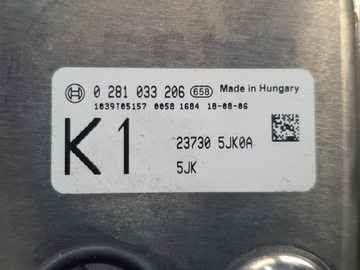 0 281 033 206 658 Made in Hungary
1039T05157 0058 1684 18-08-06
K1
23730 5JK0A
5JK